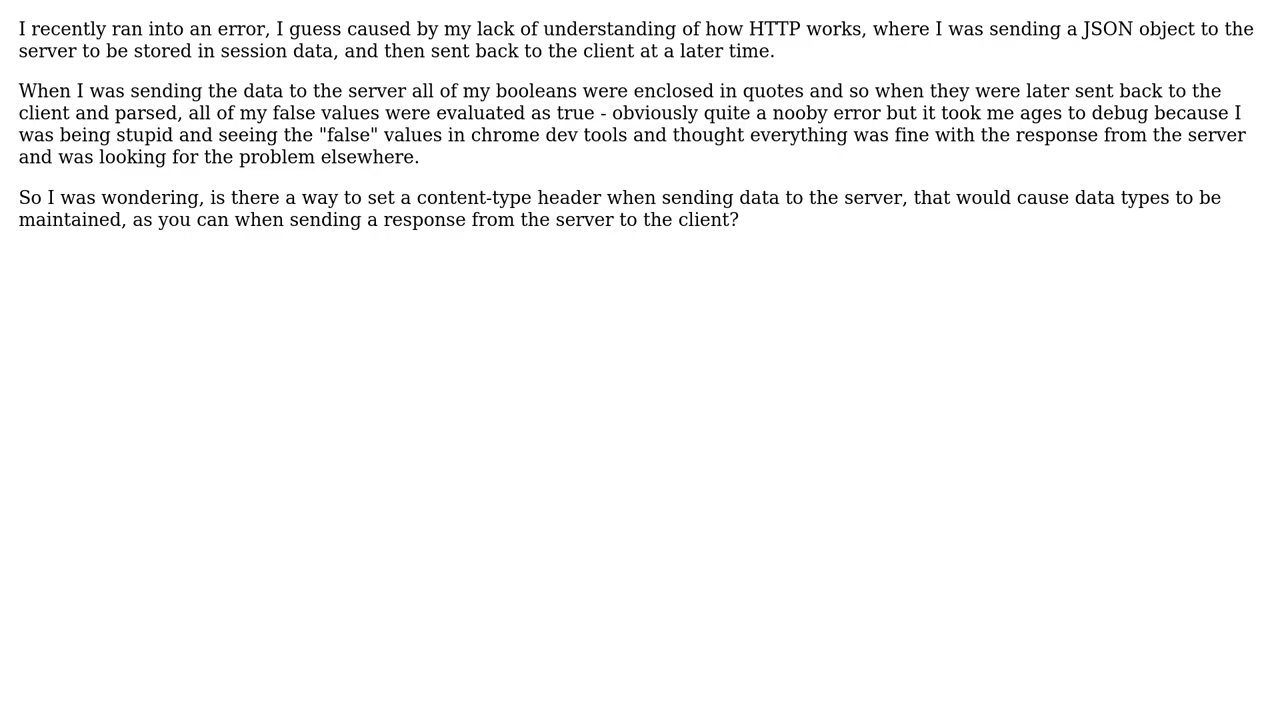 I recently ran into an error, I guess caused by my lack of understanding of how HTTP works, where I was sending a JSON object to the
server to be stored in session data, and then sent back to the client at a later time.
When I was sending the data to the server all of my booleans were enclosed in quotes and so when they were later sent back to the
client and parsed, all of my false values were evaluated as true - obviously quite a nooby error but it took me ages to debug because I
was being stupid and seeing the "false" values in chrome dev tools and thought everything was fine with the response from the server
and was looking for the problem elsewhere.
So I was wondering, is there a way to set a content-type header when sending data to the server, that would cause data types to be
maintained, as you can when sending a response from the server to the client?